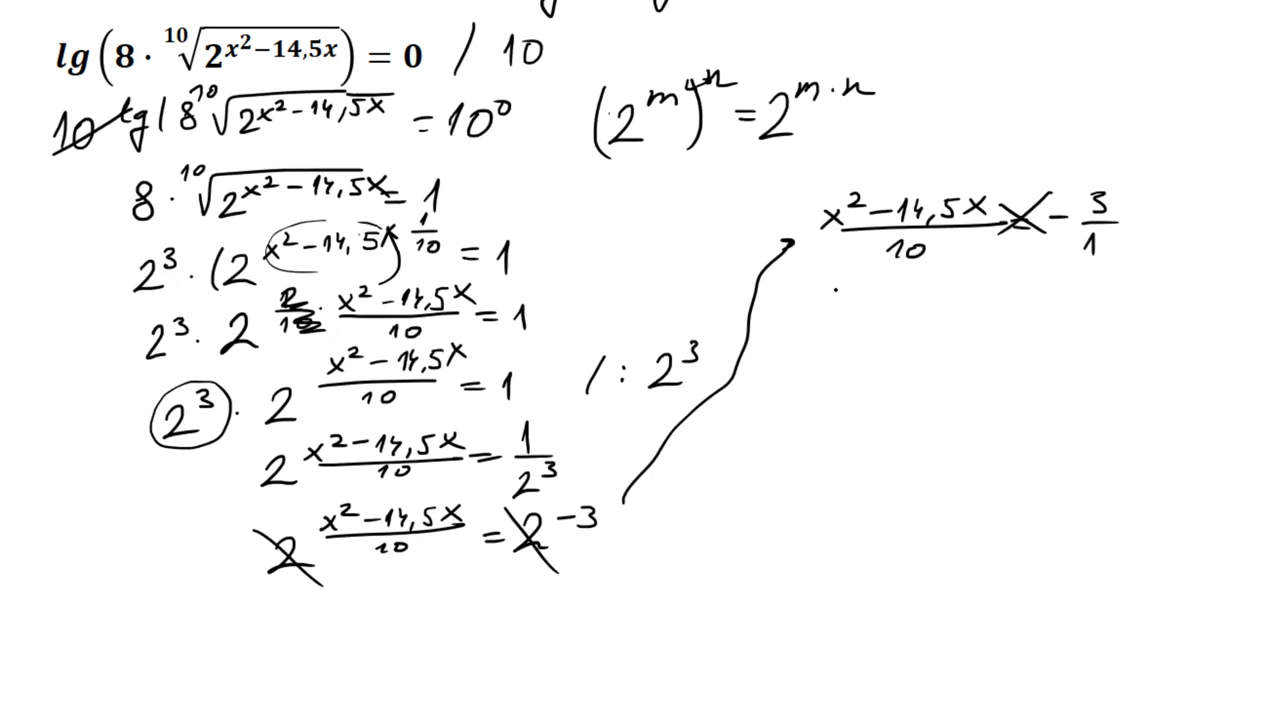 lg(8 · ¹⁰√(2^(x²−14,5x))) = 0 / 10
10^lg(8 ¹⁰√(2^(x²−14,5x)) = 10⁰
(2^m)^n = 2^(m·n)
8 · ¹⁰√(2^(x²−14,5x)) = 1
2³ · (2^(x²−14,5x))^(1/10) = 1
2³ · 2^((x²−14,5x)/10) = 1
2³ · 2^((x²−14,5x)/10) = 1 / : 2³
2^((x²−14,5x)/10) = 1/2³
2^((x²−14,5x)/10) = 2^(−3)
(x²−14,5x)/10 = −3/1